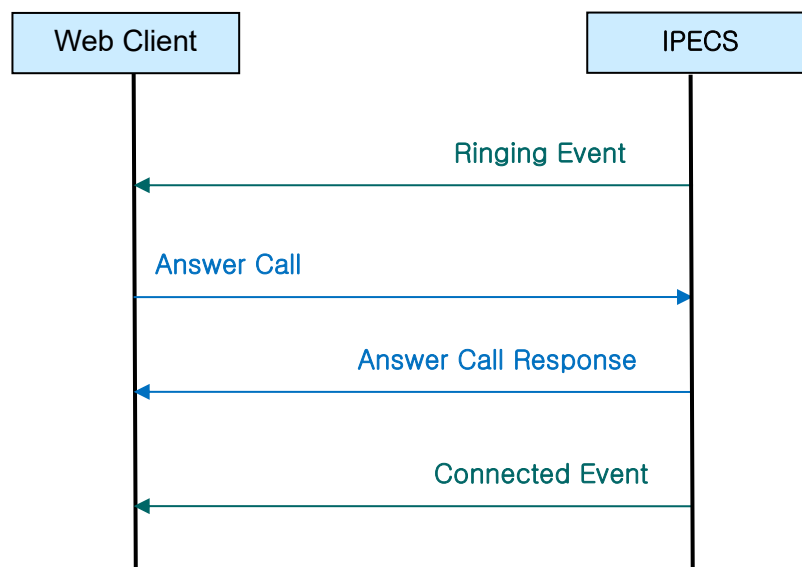 Web Client
IPECS
Ringing Event
Answer Call
Answer Call Response
Connected Event